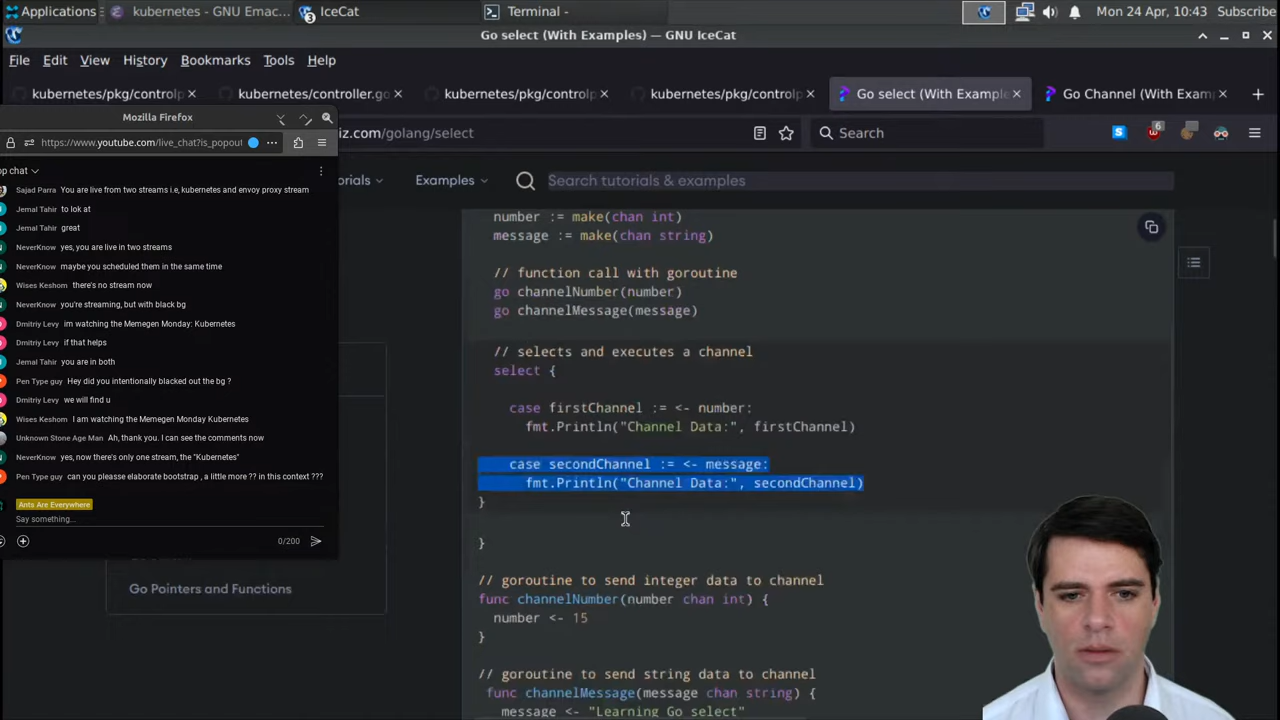 Applications
kubernetes - GNU Emac...
3
IceCat
Terminal -
Mon 24 Apr, 10:43
Subscribe
Go select (With Examples) — GNU IceCat
File
Edit
View
History
Bookmarks
Tools
Help
kubernetes/pkg/controlp
kubernetes/controller.go
kubernetes/pkg/controlp
kubernetes/pkg/controlp
Go select (With Example
Go Channel (With Examp
Mozilla Firefox
iz.com/golang/select
Search
6
https://www.youtube.com/live_chat?is_popout
op chat
orials
Examples
Search tutorials & examples
Sajad Parra You are live from two streams i.e, kubernetes and envoy proxy stream
Jemal Tahir to lok at
Jemal Tahir great
NeverKnow yes, you are live in two streams
NeverKnow maybe you scheduled them in the same time
Wises Keshom there's no stream now
NeverKnow you're streaming, but with black bg
Dmitriy Levy im watching the Memegen Monday: Kubernetes
Dmitriy Levy if that helps
Jemal Tahir you are in both
Pen Type guy Hey did you intentionally blacked out the bg ?
Dmitriy Levy we will find u
Wises Keshom I am watching the Memegen Monday Kubernetes
Unknown Stone Age Man Ah, thank you. I can see the comments now
NeverKnow yes, now there's only one stream, the "Kubernetes"
Pen Type guy can you pleasse elaborate bootstrap , a little more ?? in this context ???
Ants Are Everywhere
Say something...
0/200
Go Pointers and Functions
number := make(chan int)
message := make(chan string)
// function call with goroutine
go channelNumber(number)
go channelMessage(message)
// selects and executes a channel
select {
case firstChannel := <- number:
fmt.Println("Channel Data:", firstChannel)
case secondChannel := <- message:
fmt.Println("Channel Data:", secondChannel)
}
}
// goroutine to send integer data to channel
func channelNumber(number chan int) {
number <- 15
}
// goroutine to send string data to channel
func channelMessage(message chan string) {
message <- "Learning Go select"